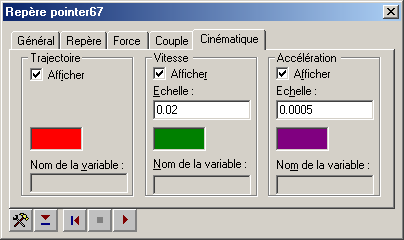 Repère pointer67
Général Repère Force Couple Cinématique
Trajectoire Vitesse Accélération
Afficher Afficher Afficher
Echelle : Echelle :
0.02 0.0005
Nom de la variable : Nom de la variable : Nom de la variable :